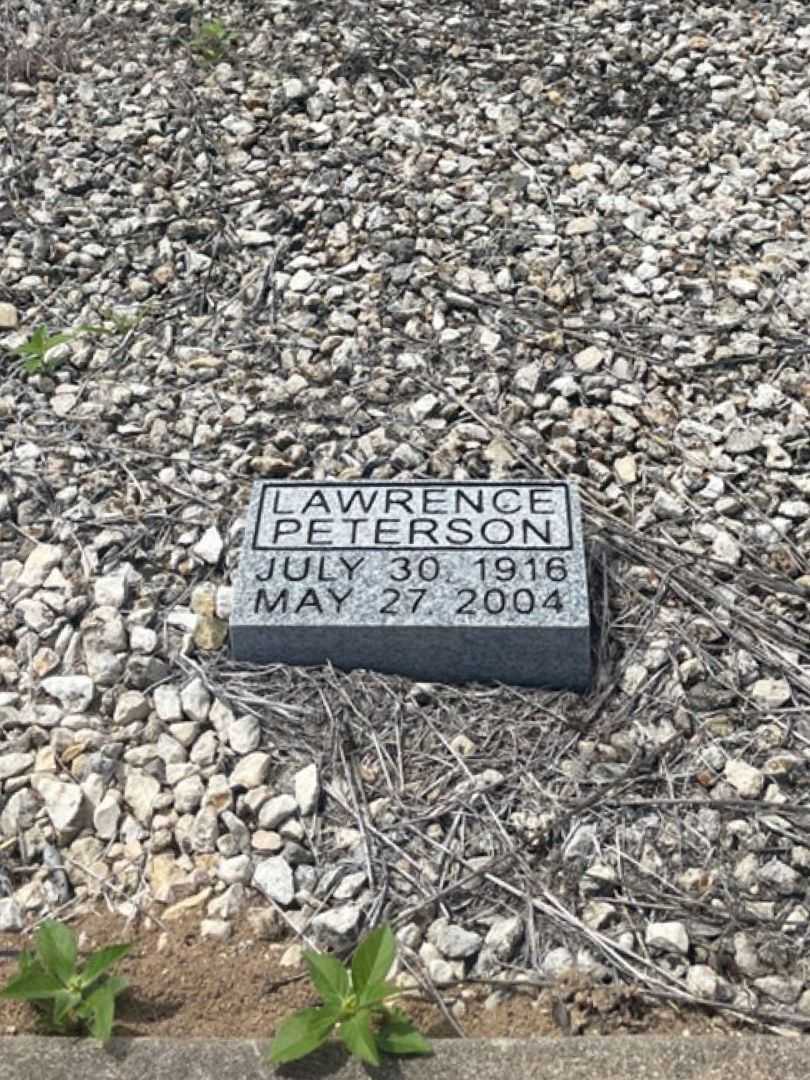 LAWRENCE
PETERSON
JULY 30. 1916
MAY 27. 2004